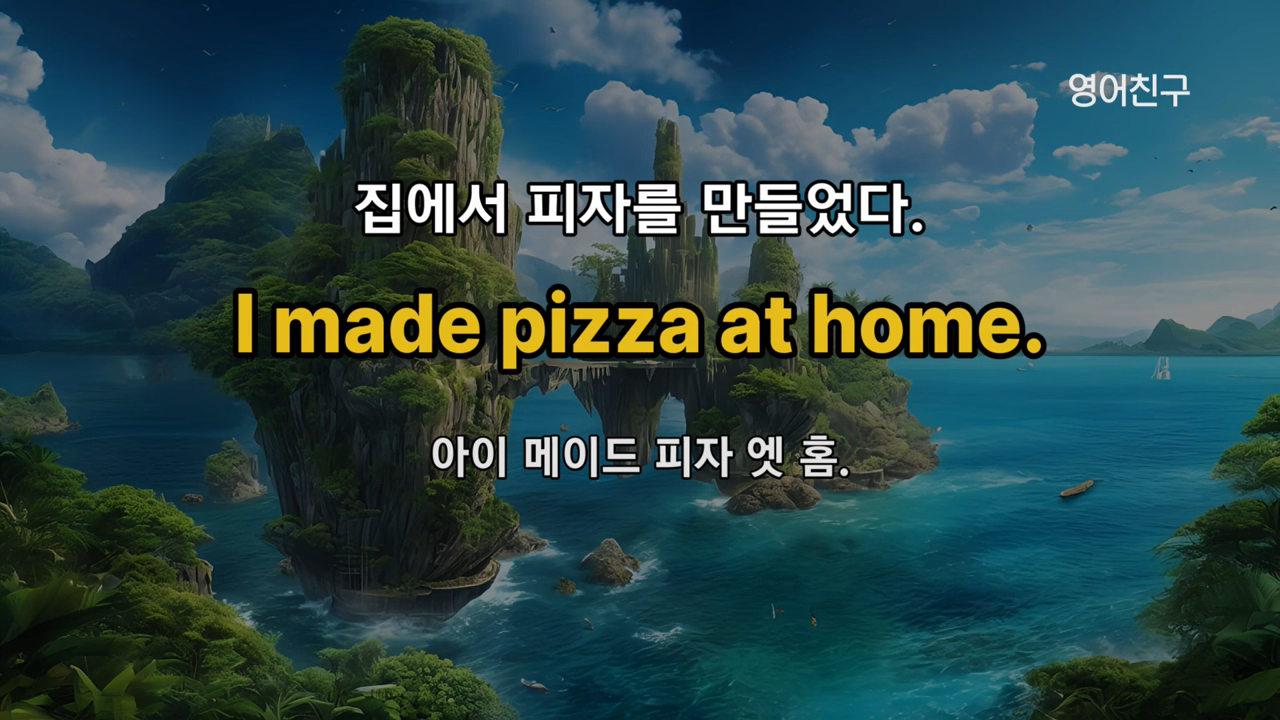 영어친구
집에서 피자를 만들었다.
I made pizza at home.
아이 메이드 피자 엣 홈.